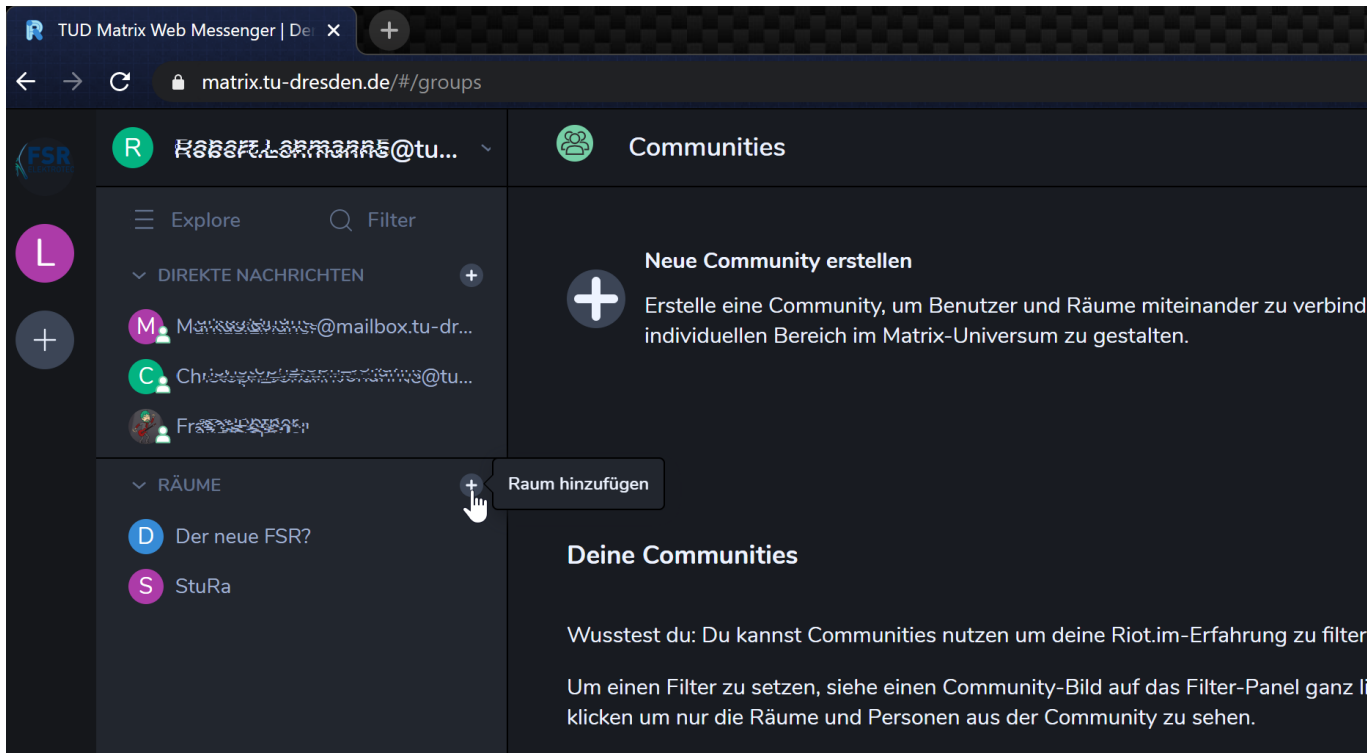 TUD Matrix Web Messenger | De
matrix.tu-dresden.de/#/groups
FSR
R
@tu...
Communities
Explore
Filter
L
DIREKTE NACHRICHTEN
Neue Community erstellen
Erstelle eine Community, um Benutzer und Räume miteinander zu verbind
individuellen Bereich im Matrix-Universum zu gestalten.
M
@mailbox.tu-dr...
C
@tu...
RÄUME
Raum hinzufügen
D Der neue FSR?
S StuRa
Deine Communities
Wusstest du: Du kannst Communities nutzen um deine Riot.im-Erfahrung zu filter
Um einen Filter zu setzen, siehe einen Community-Bild auf das Filter-Panel ganz li
klicken um nur die Räume und Personen aus der Community zu sehen.